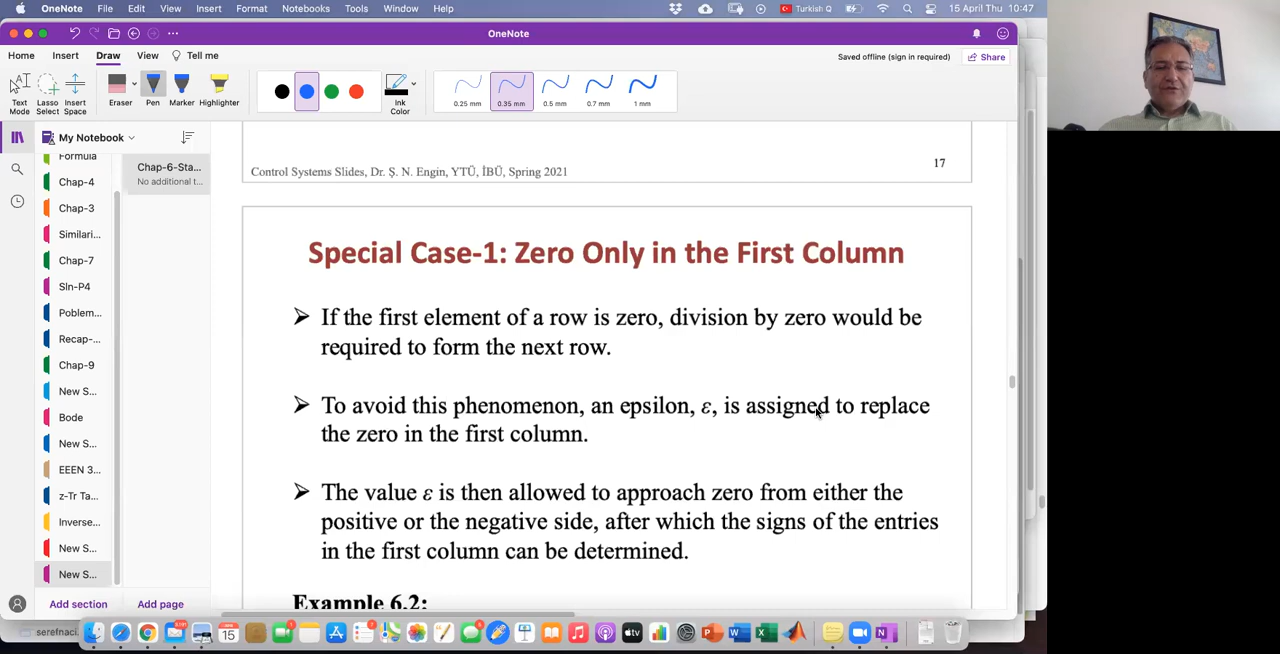 OneNote File Edit View Insert Format Notebooks Tools Window Help Turkish Q 15 April Thu 10:47
OneNote
Home Insert Draw View Tell me Saved offline (sign in required) Share
Text Mode Lasso Select Insert Space Eraser Pen Marker Highlighter Ink Color 0.25 mm 0.35 mm 0.5 mm 0.7 mm 1 mm
My Notebook
Formula
Chap-4
Chap-3
Similari...
Chap-7
Sln-P4
Poblem...
Recap-...
Chap-9
New S...
Bode
New S...
EEEN 3...
z-Tr Ta...
Inverse...
New S...
New S...
Add section
Chap-6-Sta...
No additional t...
Add page
Control Systems Slides, Dr. Ş. N. Engin, YTÜ, İBÜ, Spring 2021
17
Special Case-1: Zero Only in the First Column
➢ If the first element of a row is zero, division by zero would be
required to form the next row.
➢ To avoid this phenomenon, an epsilon, ε, is assigned to replace
the zero in the first column.
➢ The value ε is then allowed to approach zero from either the
positive or the negative side, after which the signs of the entries
in the first column can be determined.
Example 6.2:
serefnaci
15
tv